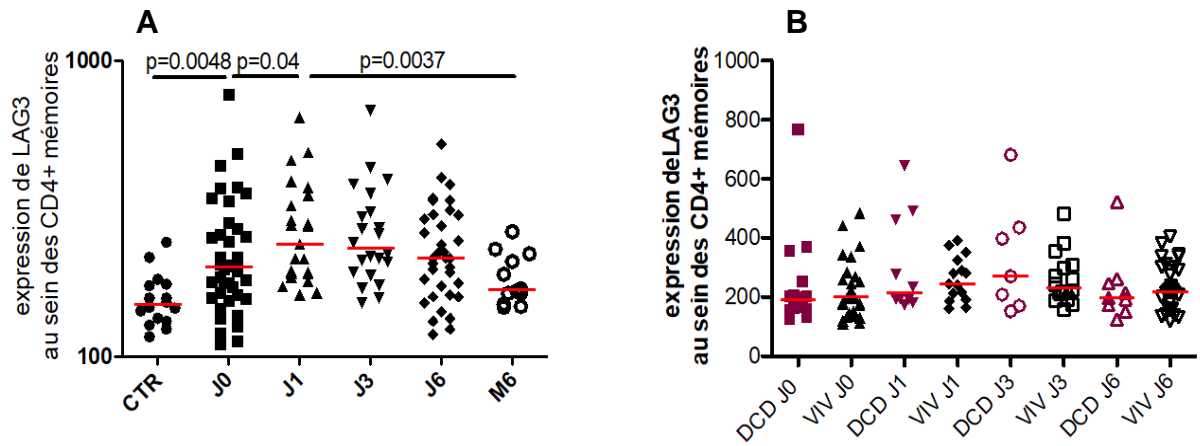 A
expression de LAG3
au sein des CD4+ mémoires
1000
100
p=0.0048
p=0.04
p=0.0037
CTR
J0
J1
J3
J6
M6
B
expression deLAG3
au sein des CD4+ mémoires
1000
800
600
400
200
0
DCD J0
VIV J0
DCD J1
VIV J1
DCD J3
VIV J3
DCD J6
VIV J6